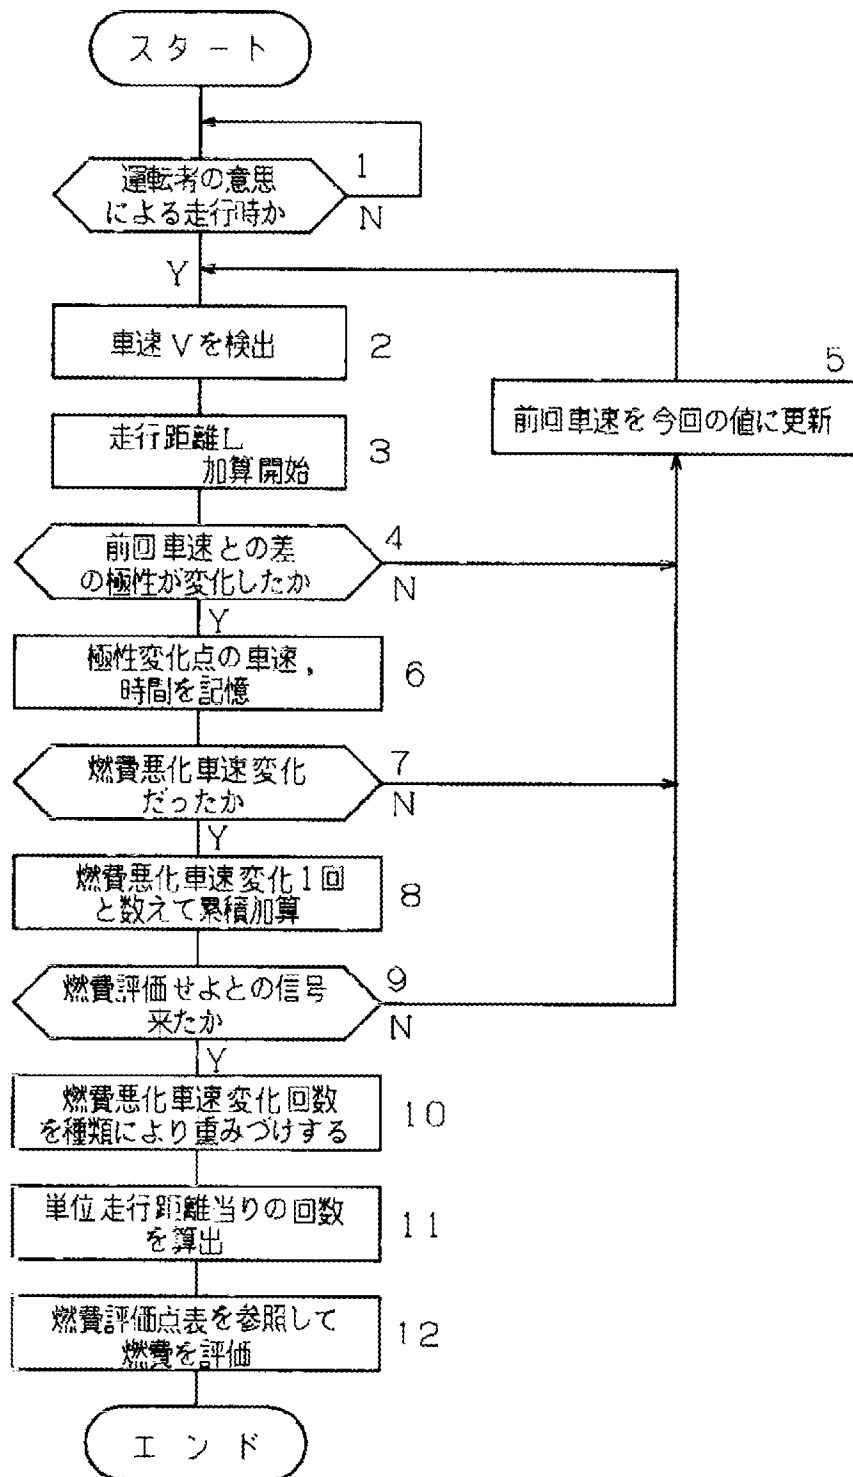 スタート
運転者の意思
による走行時か
1
N
Y
車速Vを検出
2
5
前回車速を今回の値に更新
走行距離L
加算開始
3
前回車速との差
の極性が変化したか
4
N
Y
極性変化点の車速,
時間を記憶
6
燃費悪化車速変化
だったか
7
N
Y
燃費悪化車速変化1回
と数えて累積加算
8
燃費評価せよとの信号
来たか
9
N
Y
燃費悪化車速変化回数
を種類により重みづけする
10
単位走行距離当りの回数
を算出
11
燃費評価点表を参照して
燃費を評価
12
エンド